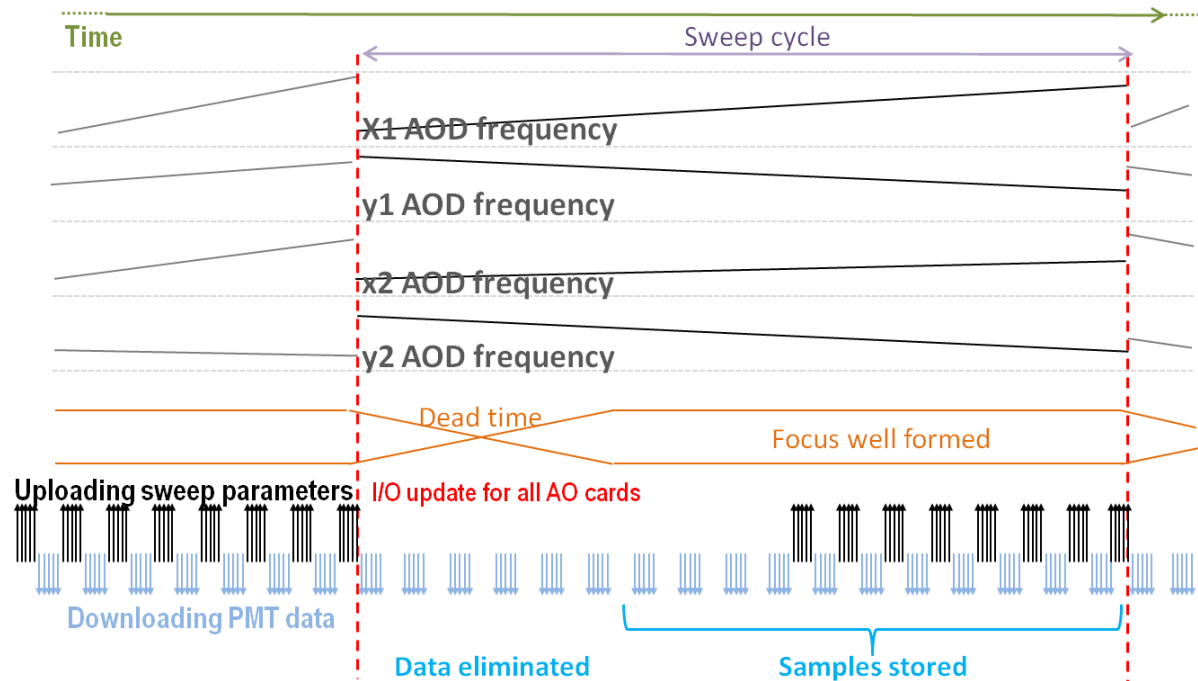 Time
Sweep cycle
X1 AOD frequency
y1 AOD frequency
x2 AOD frequency
y2 AOD frequency
Dead time
Focus well formed
Uploading sweep parameters
I/O update for all AO cards
Downloading PMT data
Data eliminated
Samples stored